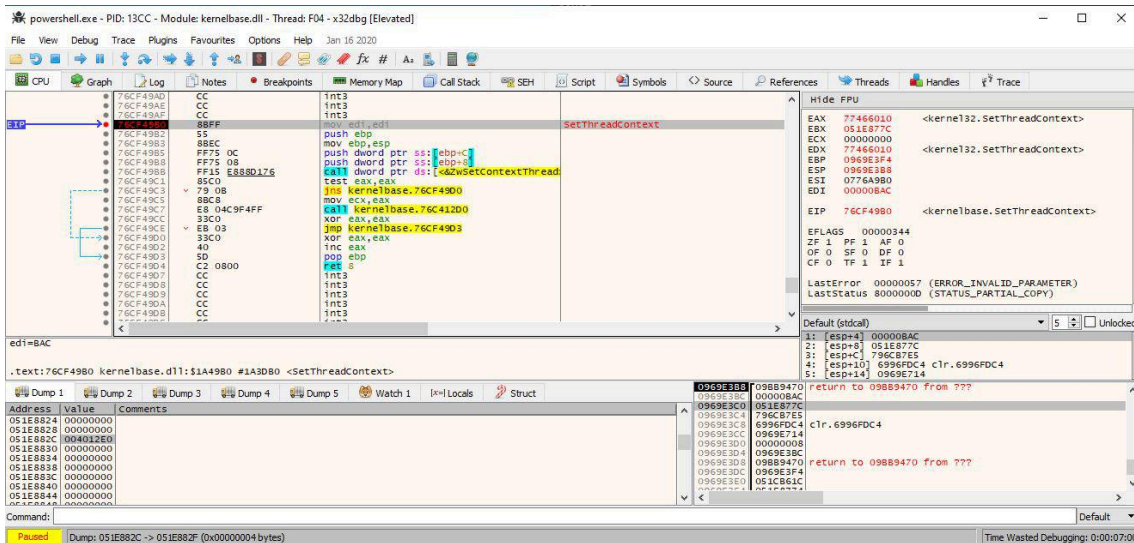 powershell.exe - PID: 13CC - Module: kernelbase.dll - Thread: F04 - x32dbg [Elevated]
File View Debug Trace Plugins Favourites Options Help Jan 16 2020
CPU Graph Log Notes Breakpoints Memory Map Call Stack SEH Script Symbols Source References Threads Handles Trace
76CF49AD CC int3
76CF49AE CC int3
76CF49AF CC int3
EIP 76CF49B0 8BFF mov edi,edi SetThreadContext
76CF49B2 55 push ebp
76CF49B3 8BEC mov ebp,esp
76CF49B5 FF75 0C push dword ptr ss:[ebp+C]
76CF49B8 FF75 08 push dword ptr ss:[ebp+8]
76CF49BB FF15 E888D176 call dword ptr ds:[<&ZwSetContextThread>
76CF49C1 85C0 test eax,eax
76CF49C3 79 0B jns kernelbase.76CF49D0
76CF49C5 8BC8 mov ecx,eax
76CF49C7 E8 04C9F4FF call kernelbase.76C412D0
76CF49CC 33C0 xor eax,eax
76CF49CE EB 03 jmp kernelbase.76CF49D3
76CF49D0 33C0 xor eax,eax
76CF49D2 40 inc eax
76CF49D3 5D pop ebp
76CF49D4 C2 0800 ret 8
76CF49D7 CC int3
76CF49D8 CC int3
76CF49D9 CC int3
76CF49DA CC int3
76CF49DB CC int3
Hide FPU
EAX 77466010 <kernel32.SetThreadContext>
EBX 051E877C
ECX 00000000
EDX 77466010 <kernel32.SetThreadContext>
EBP 0969E3F4
ESP 0969E3B8
ESI 0776A9B0
EDI 00000BAC
EIP 76CF49B0 <kernelbase.SetThreadContext>
EFLAGS 00000344
ZF 1 PF 1 AF 0
OF 0 SF 0 DF 0
CF 0 TF 1 IF 1
LastError 00000057 (ERROR_INVALID_PARAMETER)
LastStatus 8000000D (STATUS_PARTIAL_COPY)
Default (stdcall) 5 Unlocked
1: [esp+4] 00000BAC
2: [esp+8] 051E877C
3: [esp+C] 796CB7E5
4: [esp+10] 6996FDC4 clr.6996FDC4
5: [esp+14] 0969E714
edi=BAC
.text:76CF49B0 kernelbase.dll:$1A49B0 #1A3DB0 <SetThreadContext>
Dump 1 Dump 2 Dump 3 Dump 4 Dump 5 Watch 1 Locals Struct
Address Value Comments
051E8824 00000000
051E8828 00000000
051E882C 004012E0
051E8830 00000000
051E8834 00000000
051E8838 00000000
051E883C 00000000
051E8840 00000000
051E8844 00000000
0969E3B8 09BB9470 return to 09BB9470 from ???
0969E3BC 00000BAC
0969E3C0 051E877C
0969E3C4 796CB7E5
0969E3C8 6996FDC4 clr.6996FDC4
0969E3CC 0969E714
0969E3D0 00000008
0969E3D4 0969E3BC
0969E3D8 09BB9470 return to 09BB9470 from ???
0969E3DC 0969E3F4
0969E3E0 051CB61C
Command: Default
Paused Dump: 051E882C -> 051E882F (0x00000004 bytes) Time Wasted Debugging: 0:00:07:0